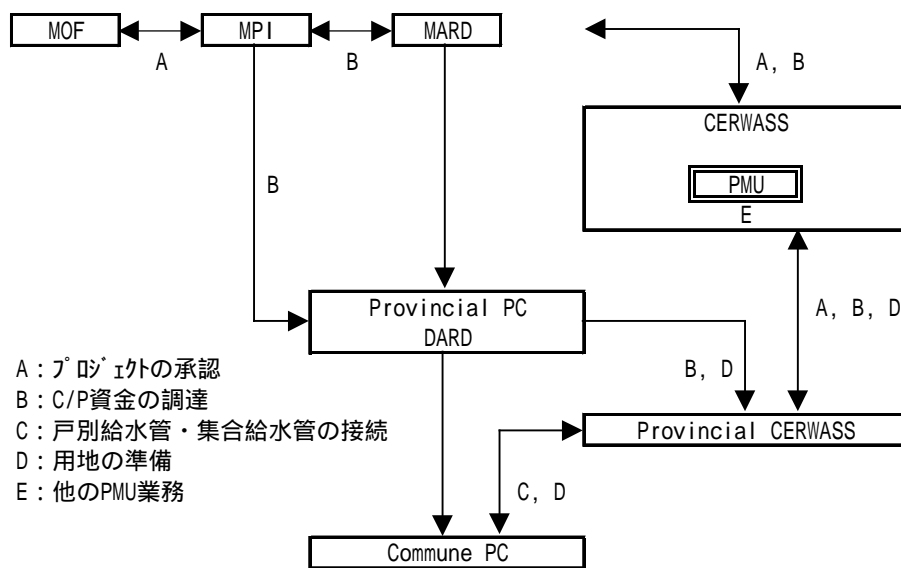 MOF
MPI
MARD
A
B
A, B
CERWASS
PMU
E
B
A, B, D
Provincial PC
DARD
B, D
A：プロジェクトの承認
B：C/P資金の調達
C：戸別給水管・集合給水管の接続
D：用地の準備
E：他のPMU業務
Provincial CERWASS
C, D
Commune PC